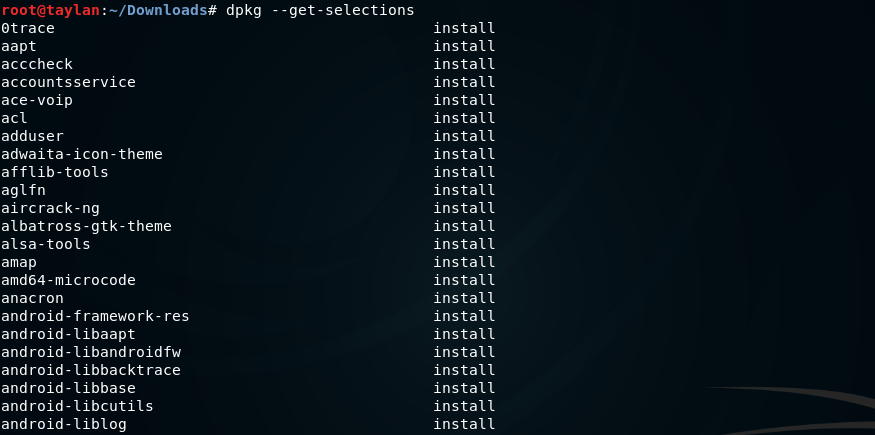 root@taylan:~/Downloads# dpkg --get-selections
0trace install
aapt install
acccheck install
accountsservice install
ace-voip install
acl install
adduser install
adwaita-icon-theme install
afflib-tools install
aglfn install
aircrack-ng install
albatross-gtk-theme install
alsa-tools install
amap install
amd64-microcode install
anacron install
android-framework-res install
android-libaapt install
android-libandroidfw install
android-libbacktrace install
android-libbase install
android-libcutils install
android-liblog install